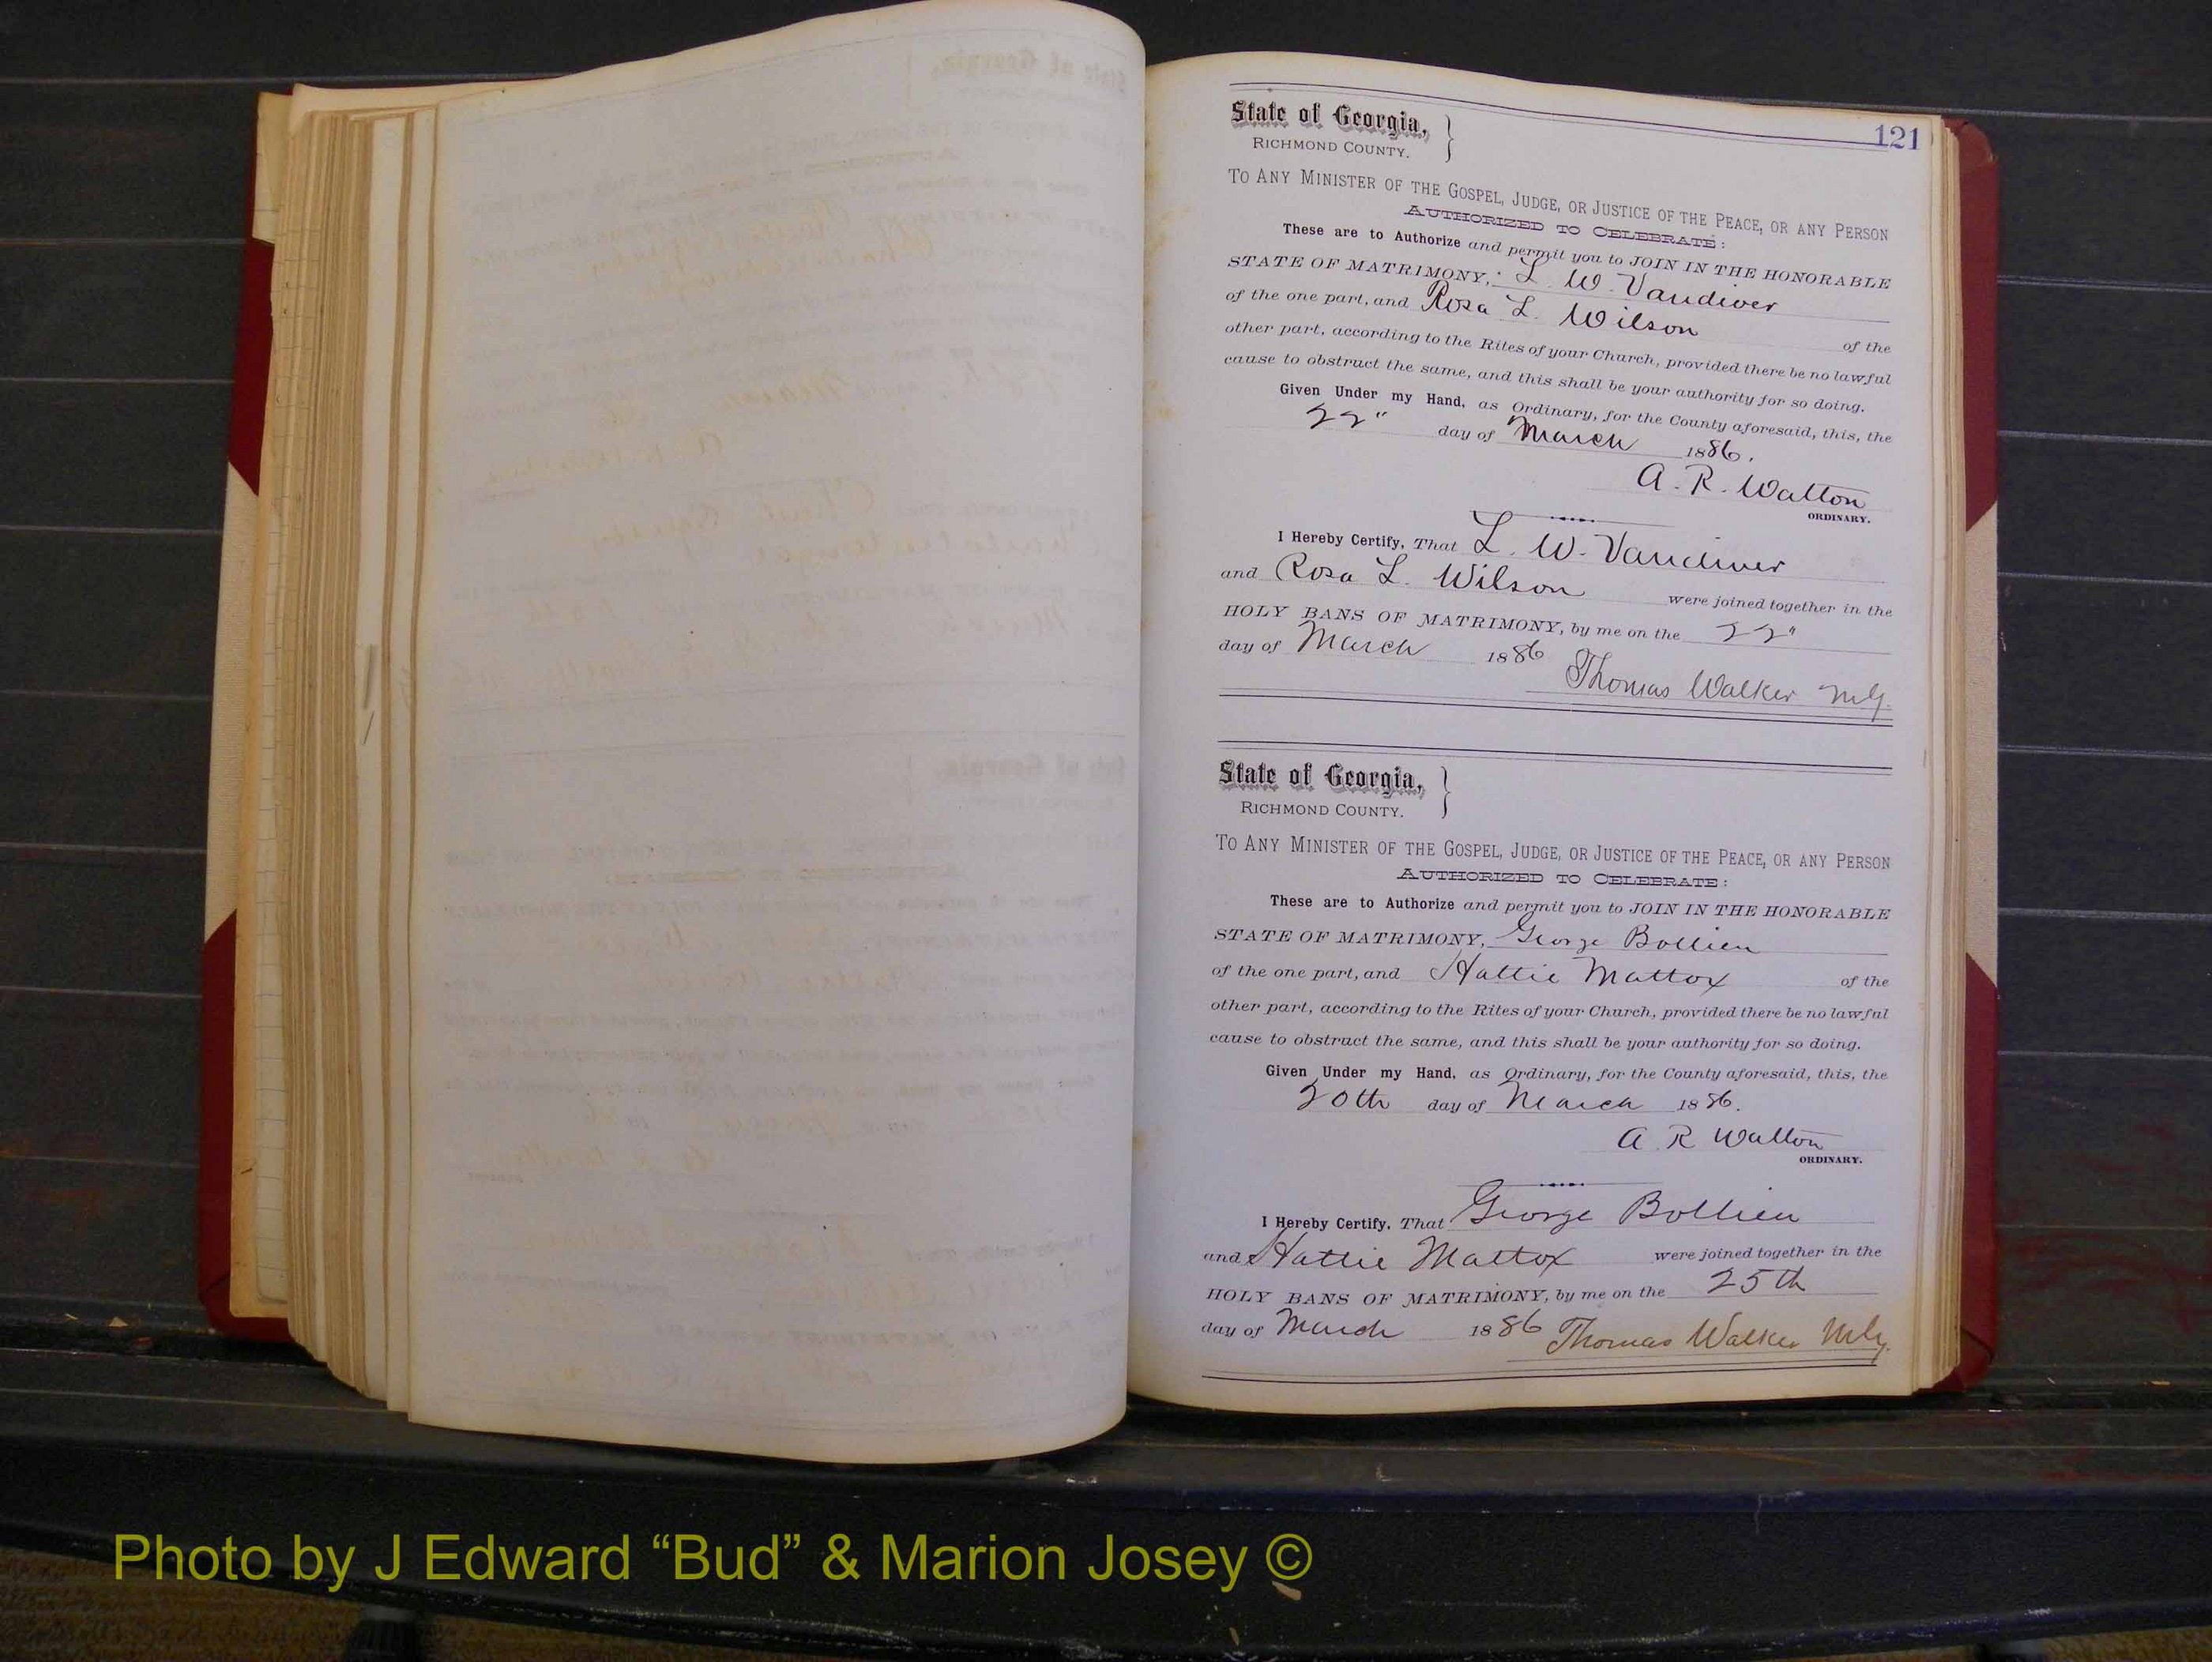 121
State of Georgia,
RICHMOND COUNTY.
TO ANY MINISTER OF THE GOSPEL, JUDGE, OR JUSTICE OF THE PEACE, OR ANY PERSON
AUTHORIZED TO CELEBRATE:
These are to Authorize and permit you to JOIN IN THE HONORABLE
STATE OF MATRIMONY, L. W. Vandiver
of the one part, and Rosa L. Wilson of the
other part, according to the Rites of your Church, provided there be no lawful
cause to obstruct the same, and this shall be your authority for so doing.
Given Under my Hand, as Ordinary, for the County aforesaid, this, the
22" day of March 1886.
A. R. Walton
ORDINARY.
I Hereby Certify, That L. W. Vandiver
and Rosa L. Wilson were joined together in the
HOLY BANS OF MATRIMONY, by me on the 22"
day of March 1886
Thomas Walker M.G.
State of Georgia,
RICHMOND COUNTY.
TO ANY MINISTER OF THE GOSPEL, JUDGE, OR JUSTICE OF THE PEACE, OR ANY PERSON
AUTHORIZED TO CELEBRATE:
These are to Authorize and permit you to JOIN IN THE HONORABLE
STATE OF MATRIMONY, George Bollien
of the one part, and Hattie Mattox of the
other part, according to the Rites of your Church, provided there be no lawful
cause to obstruct the same, and this shall be your authority for so doing.
Given Under my Hand, as Ordinary, for the County aforesaid, this, the
20th day of March 1886.
A. R Walton
ORDINARY.
I Hereby Certify, That George Bollien
and Hattie Mattox were joined together in the
HOLY BANS OF MATRIMONY, by me on the 25th
day of March 1886 Thomas Walker M.G.
Photo by J Edward “Bud” & Marion Josey ©